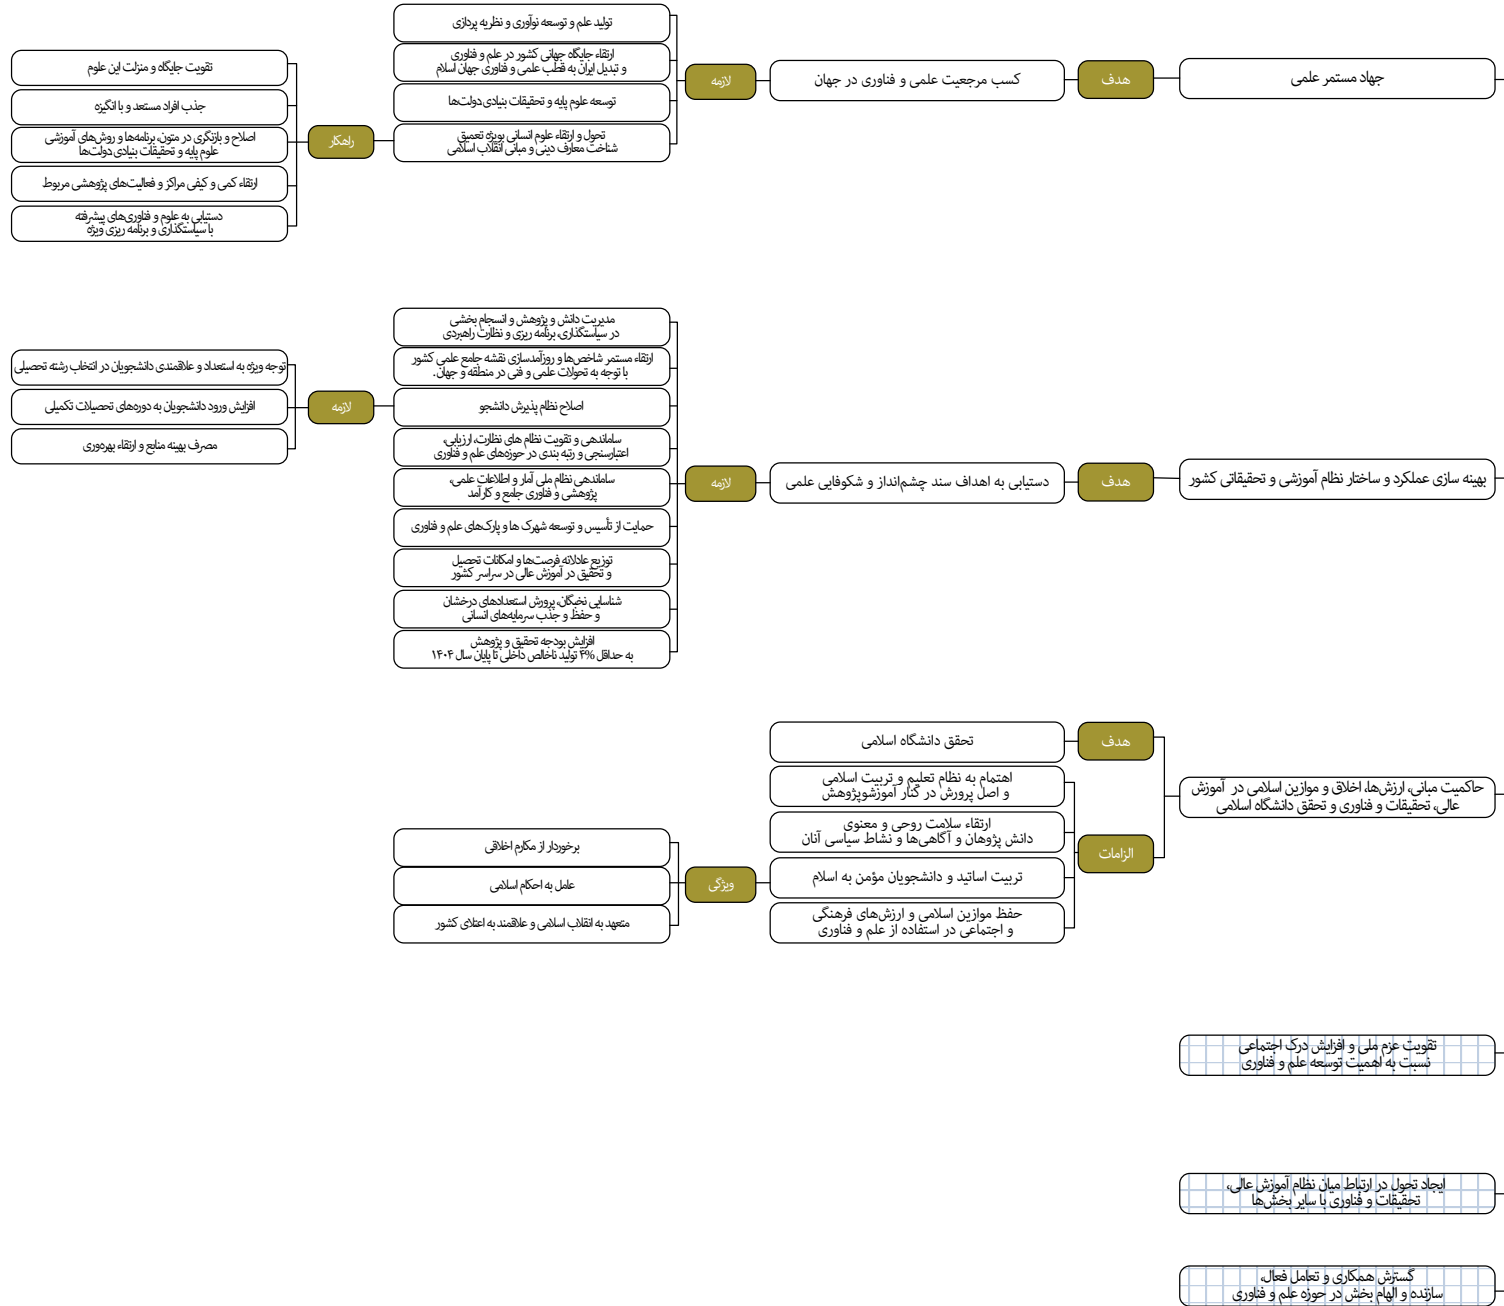 جهاد مستمر علمی
هدف
کسب مرجعیت علمی و فناوری در جهان
لازمه
تولید علم و توسعه نوآوری و نظریه پردازی
ارتقاء جایگاه جهانی کشور در علم و فناوری
و تبدیل ایران به قطب علمی و فناوری جهان اسلام
توسعه علوم پایه و تحقیقات بنیادی دولت‌ها
تحول و ارتقاء علوم انسانی بویژه تعمیق
شناخت معارف دینی و مبانی انقلاب اسلامی
راهکار
تقویت جایگاه و منزلت این علوم
جذب افراد مستعد و با انگیزه
اصلاح و بازنگری در متون، برنامه‌ها و روش‌های آموزشی
علوم پایه و تحقیقات بنیادی دولت‌ها
ارتقاء کمی و کیفی مراکز و فعالیت‌های پژوهشی مربوط
دستیابی به علوم و فناوری‌های پیشرفته
با سیاستگذاری و برنامه ریزی ویژه
بهینه سازی عملکرد و ساختار نظام آموزشی و تحقیقاتی کشور
هدف
دستیابی به اهداف سند چشم‌انداز و شکوفایی علمی
لازمه
مدیریت دانش و پژوهش و انسجام بخشی
در سیاستگذاری، برنامه ریزی و نظارت راهبردی
ارتقاء مستمر شاخص‌ها و روزآمدسازی نقشه جامع علمی کشور
با توجه به تحولات علمی و فنی در منطقه و جهان.
اصلاح نظام پذیرش دانشجو
ساماندهی و تقویت نظام های نظارت، ارزیابی،
اعتبارسنجی و رتبه بندی در حوزه‌های علم و فناوری
ساماندهی نظام ملی آمار و اطلاعات علمی،
پژوهشی و فناوری جامع و کارآمد
حمایت از تأسیس و توسعه شهرک ها و پارک‌های علم و فناوری
توزیع عادلانه فرصت‌ها و امکانات تحصیل
و تحقیق در آموزش عالی در سراسر کشور
شناسایی نخبگان، پرورش استعدادهای درخشان
و حفظ و جذب سرمایه‌های انسانی
افزایش بودجه تحقیق و پژوهش
به حداقل ۴% تولید ناخالص داخلی تا پایان سال ۱۴۰۴
لازمه
توجه ویژه به استعداد و علاقمندی دانشجویان در انتخاب رشته تحصیلی
افزایش ورود دانشجویان به دوره‌های تحصیلات تکمیلی
مصرف بهینه منابع و ارتقاء بهره‌وری
حاکمیت مبانی، ارزش‌ها، اخلاق و موازین اسلامی در آموزش
عالی، تحقیقات و فناوری و تحقق دانشگاه اسلامی
هدف
تحقق دانشگاه اسلامی
الزامات
اهتمام به نظام تعلیم و تربیت اسلامی
و اصل پرورش در کنار آموزشوپژوهش
ارتقاء سلامت روحی و معنوی
دانش پژوهان و آگاهی‌ها و نشاط سیاسی آنان
تربیت اساتید و دانشجویان مؤمن به اسلام
حفظ موازین اسلامی و ارزش‌های فرهنگی
و اجتماعی در استفاده از علم و فناوری
ویژگی
برخوردار از مکارم اخلاقی
عامل به احکام اسلامی
متعهد به انقلاب اسلامی و علاقمند به اعتلای کشور
تقویت عزم ملی و افزایش درک اجتماعی
نسبت به اهمیت توسعه علم و فناوری
ایجاد تحول در ارتباط میان نظام آموزش عالی،
تحقیقات و فناوری با سایر بخش‌ها
گسترش همکاری و تعامل فعال،
سازنده و الهام بخش در حوزه علم و فناوری